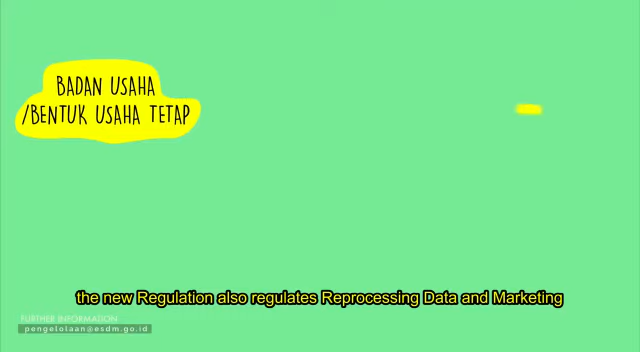 BADAN USAHA
/BENTUK USAHA TETAP
the new Regulation also regulates Reprocessing Data and Marketing
FURTHER INFORMATION
pengelolaan@esdm.go.id